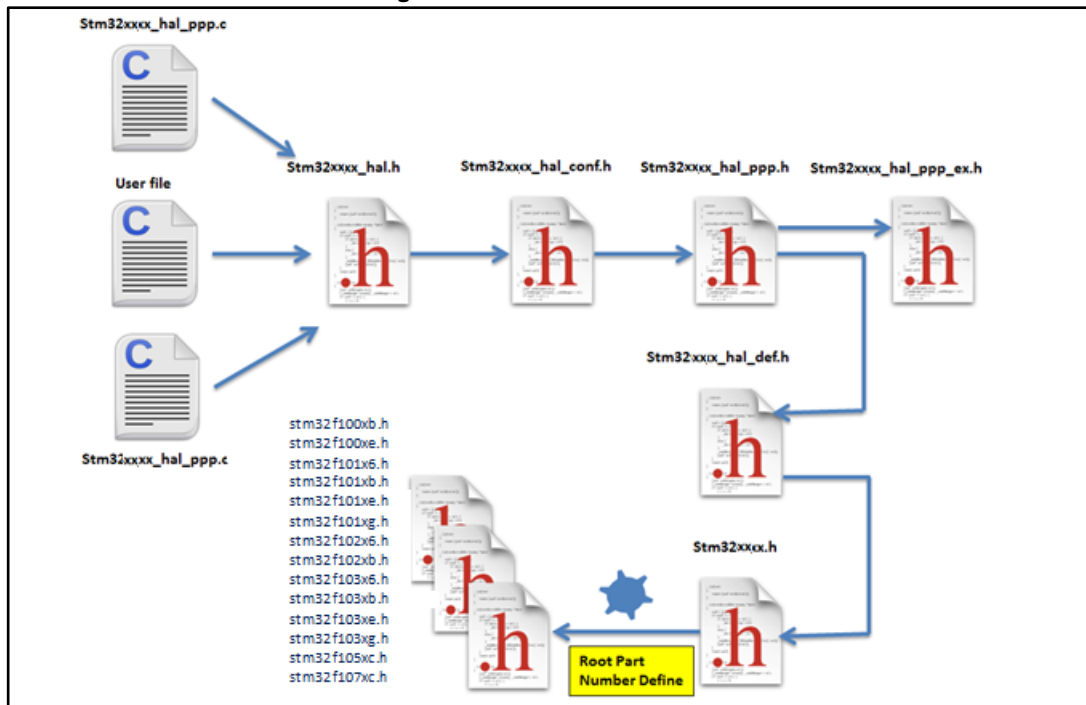 Stm32xxxx_hal_ppp.c
C
User file
C
C
Stm32xxxx_hal_ppp.c
Stm32xxxx_hal.h
.h
Stm32xxxx_hal_conf.h
.h
Stm32xxxx_hal_ppp.h
.h
Stm32xxxx_hal_ppp_ex.h
.h
Stm32xxxx_hal_def.h
.h
Stm32xxxx.h
.h
Root Part
Number Define
.h
.h
.h
stm32f100xb.h
stm32f100xe.h
stm32f101x6.h
stm32f101xb.h
stm32f101xe.h
stm32f101xg.h
stm32f102x6.h
stm32f102xb.h
stm32f103x6.h
stm32f103xb.h
stm32f103xe.h
stm32f103xg.h
stm32f105xc.h
stm32f107xc.h